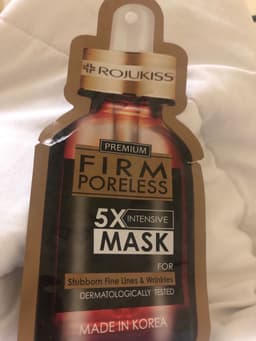 ROJUKISS
PREMIUM
FIRM
PORELESS
5X INTENSIVE
MASK
FOR
Stubborn Fine Lines & Wrinkles
DERMATOLOGICALLY TESTED
MADE IN KOREA